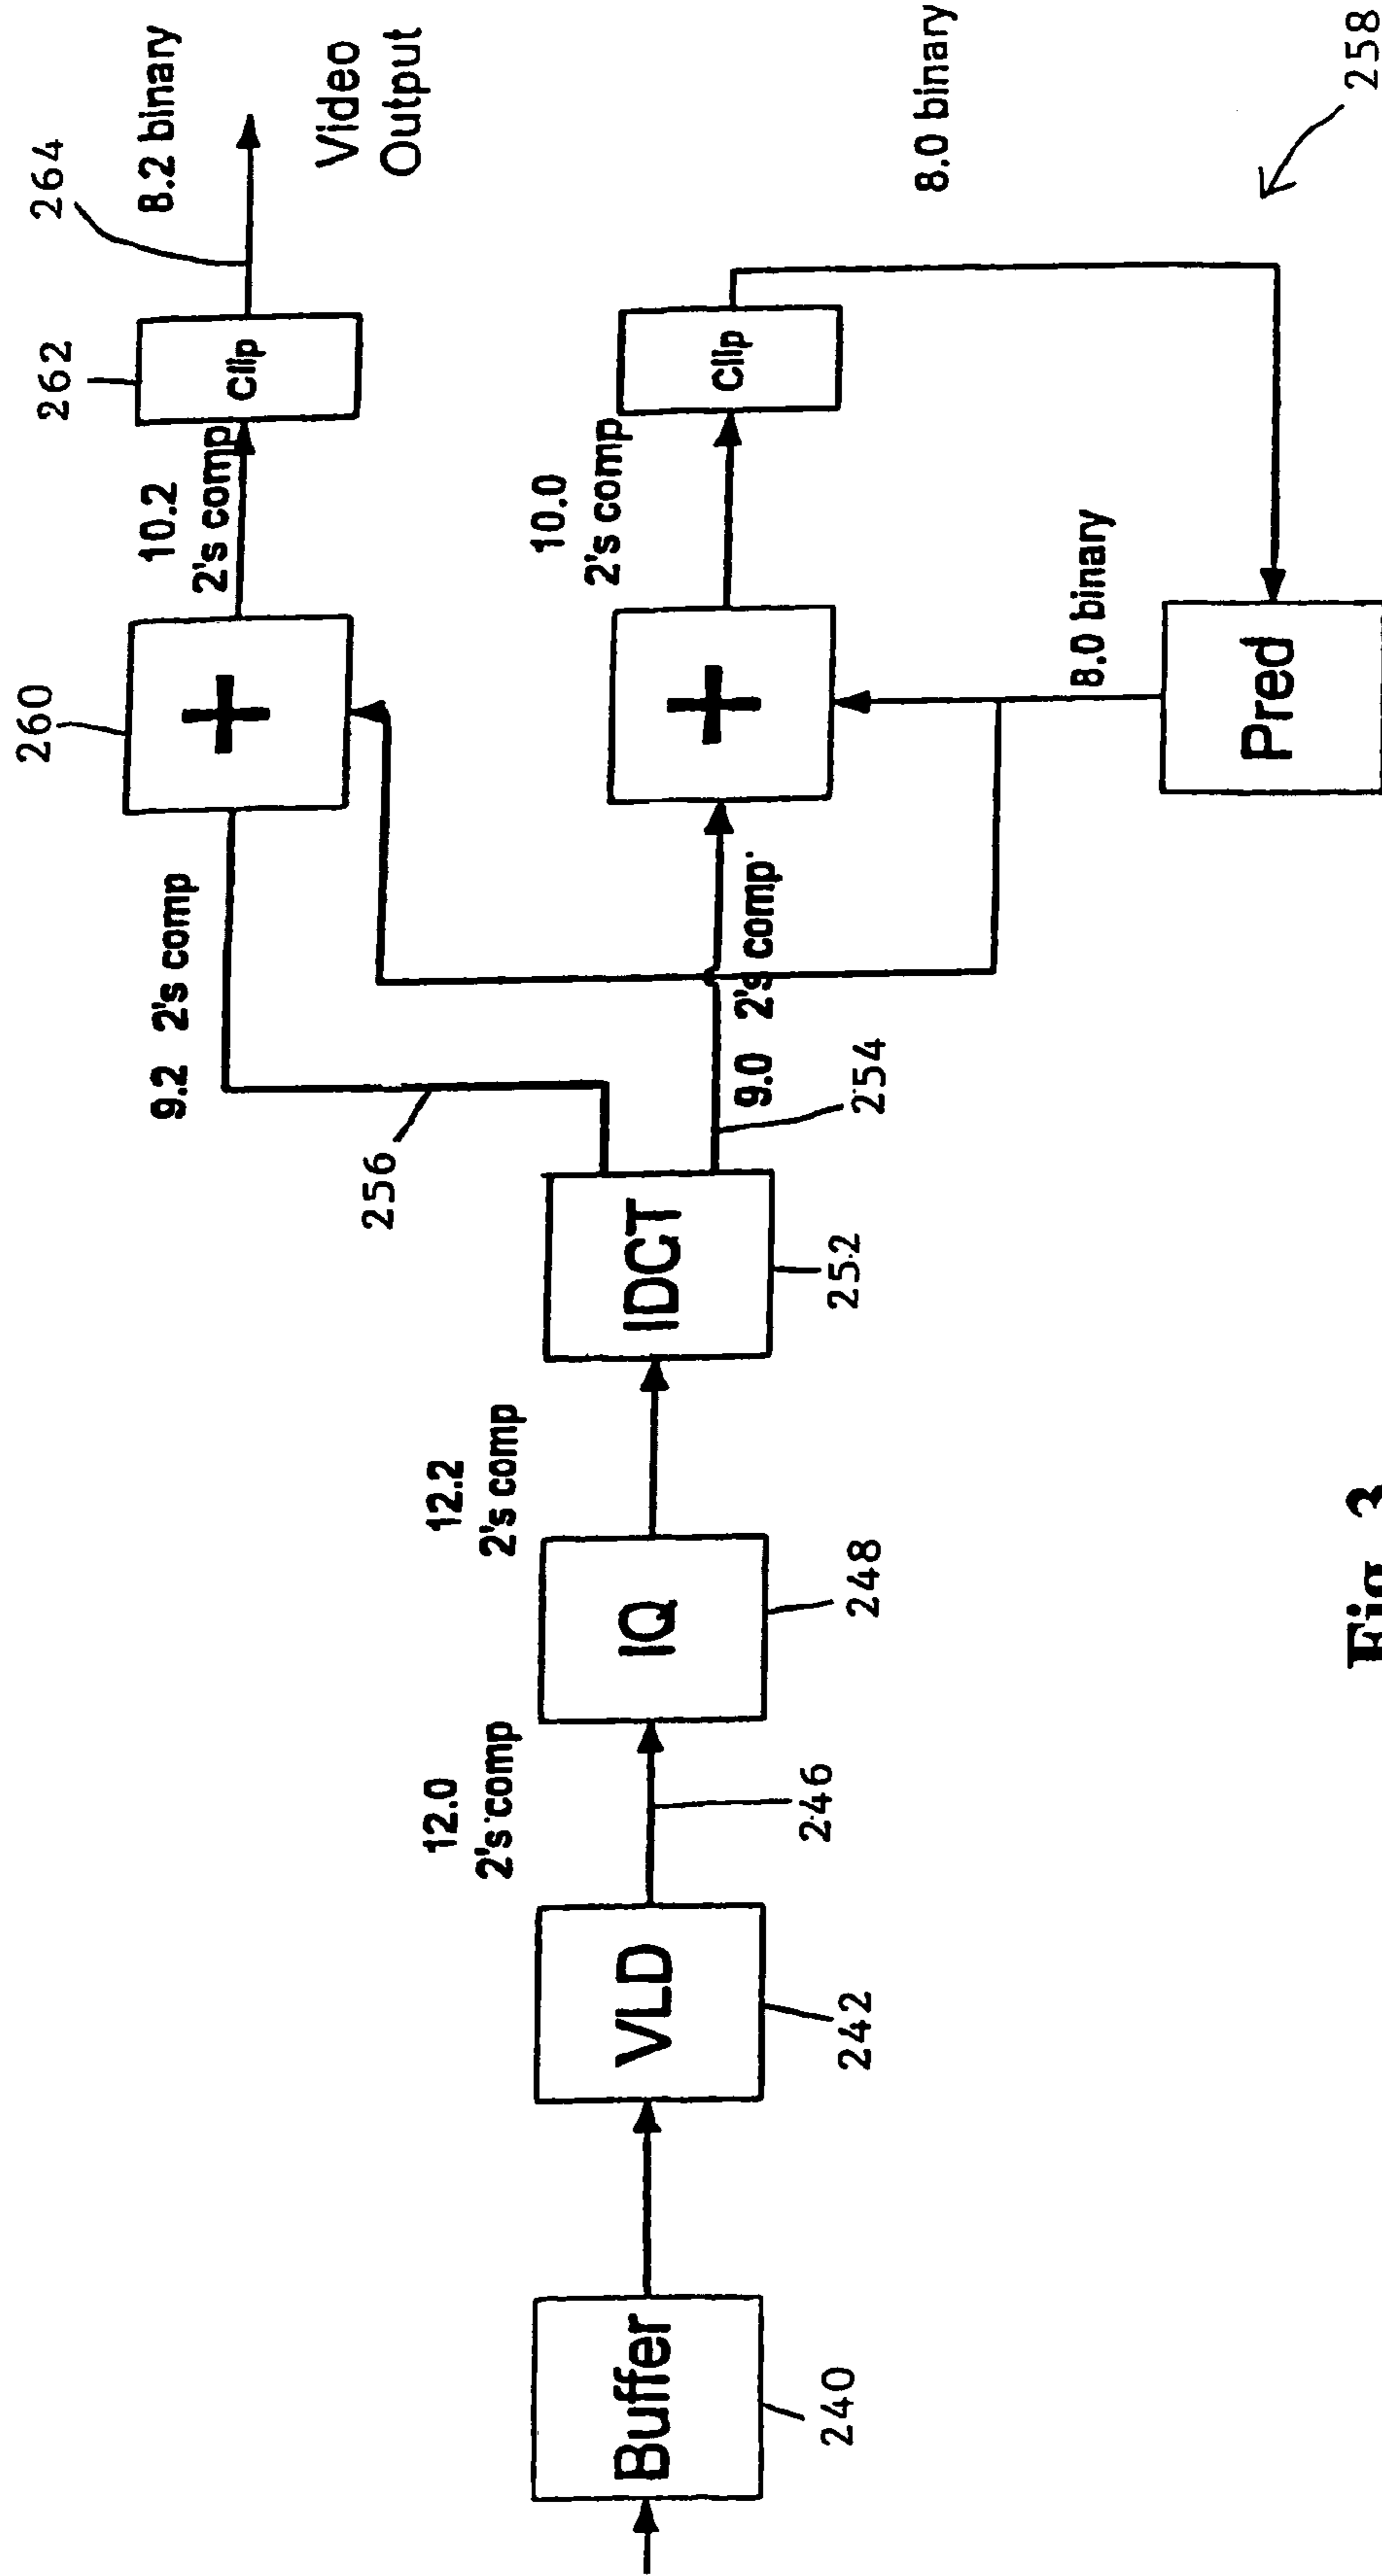 264
8.2 binary
Video
Output
262
Clip
10.2
2's comp
260
+
9.2 2's comp
256
10.0
2's comp
Clip
8.0 binary
+
8.0 binary
Pred
258
9.0 2's comp
254
IDCT
252
12.2
2's comp
IQ
248
12.0
2's comp
246
VLD
242
Buffer
240
Fig. 3